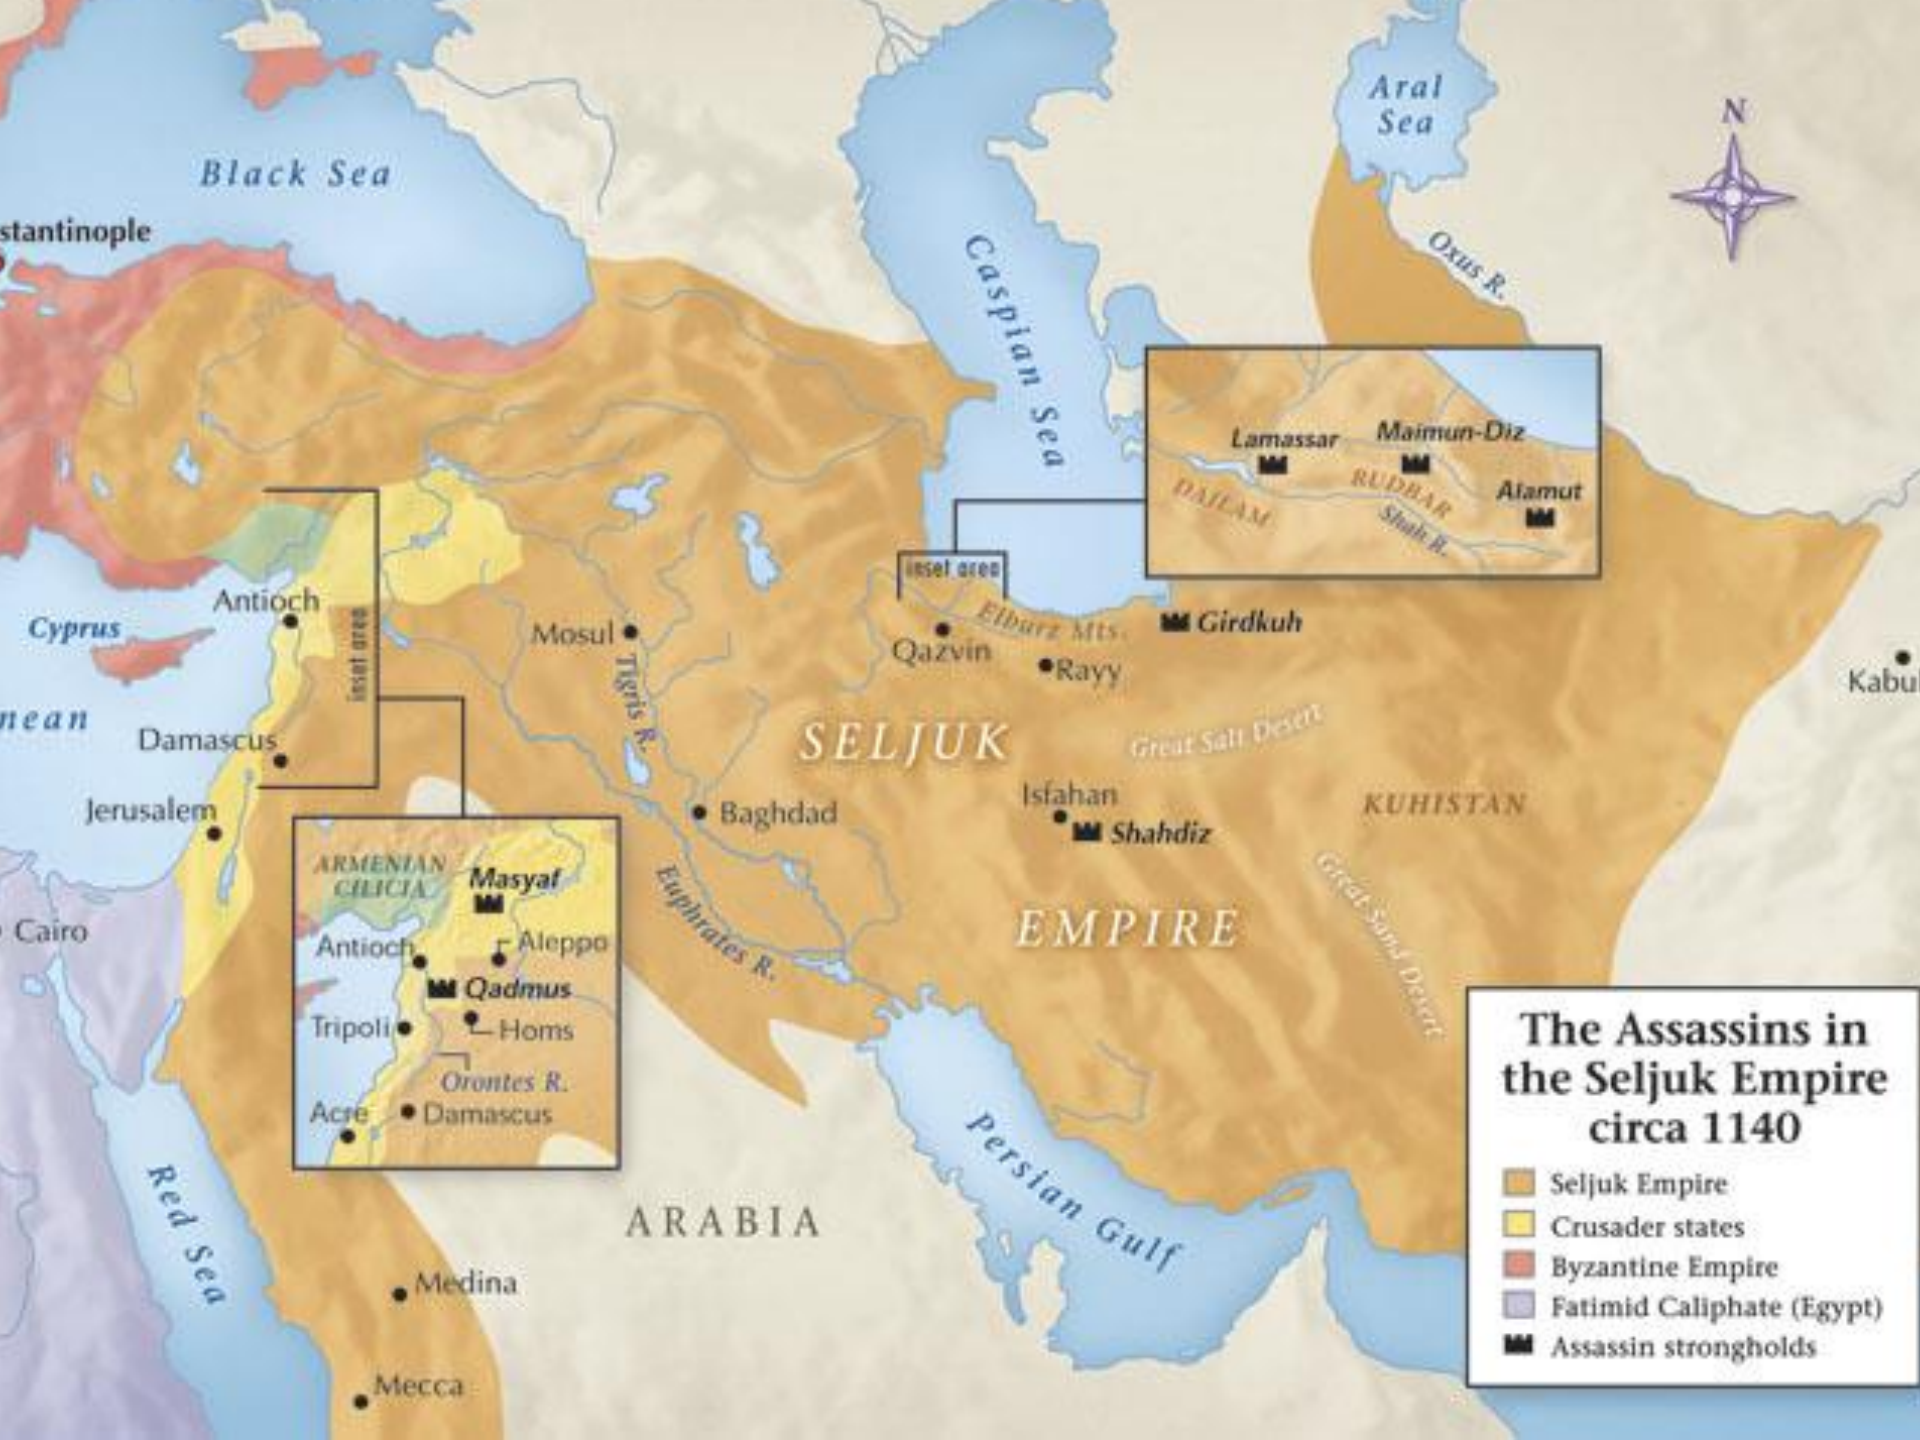 Aral
Sea
N
Black Sea
stantinople
Oxus R.
Caspian Sea
Lamassar
Maimun-Diz
RUDBAR
Alamut
DAILAM
Shah R.
inset area
Antioch
Cyprus
Mosul
Elburz Mts.
Girdkuh
Qazvin
Rayy
Kabul
inset area
Tigris R.
nean
Damascus
SELJUK
Great Salt Desert
Jerusalem
Baghdad
Isfahan
Shahdiz
KUHISTAN
ARMENIAN
CILICIA
Masyaf
Euphrates R.
Great Sand Desert
EMPIRE
Cairo
Antioch
Aleppo
Qadmus
Tripoli
Homs
Orontes R.
Acre
Damascus
Persian Gulf
Red Sea
ARABIA
Medina
Mecca
The Assassins in
the Seljuk Empire
circa 1140
Seljuk Empire
Crusader states
Byzantine Empire
Fatimid Caliphate (Egypt)
Assassin strongholds